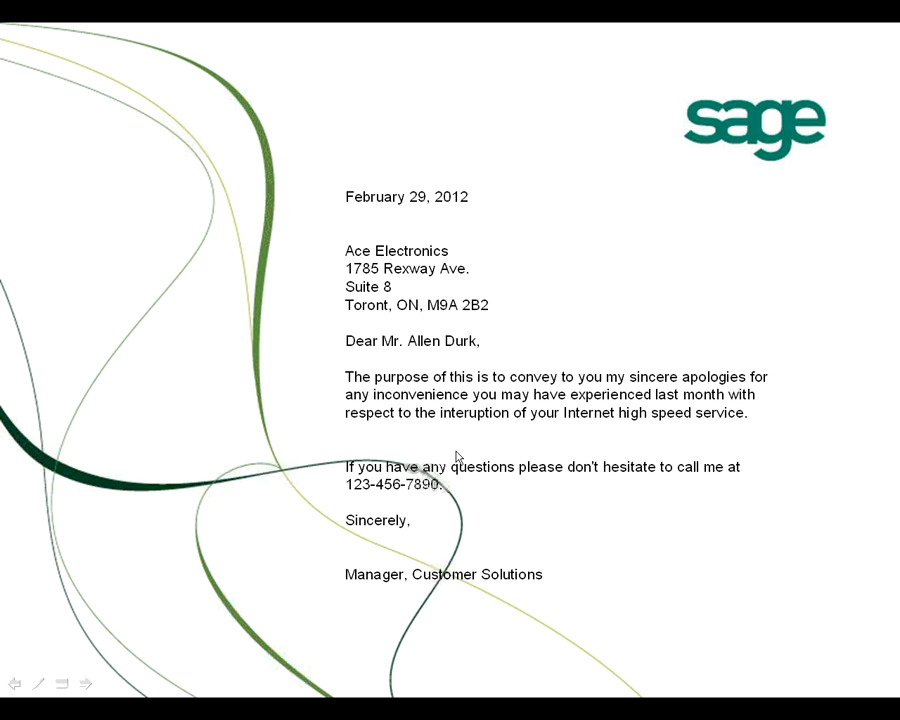 sage
February 29, 2012
Ace Electronics
1785 Rexway Ave.
Suite 8
Toront, ON, M9A 2B2
Dear Mr. Allen Durk,
The purpose of this is to convey to you my sincere apologies for
any inconvenience you may have experienced last month with
respect to the interuption of your Internet high speed service.
If you have any questions please don't hesitate to call me at
123-456-7890.
Sincerely,
Manager, Customer Solutions